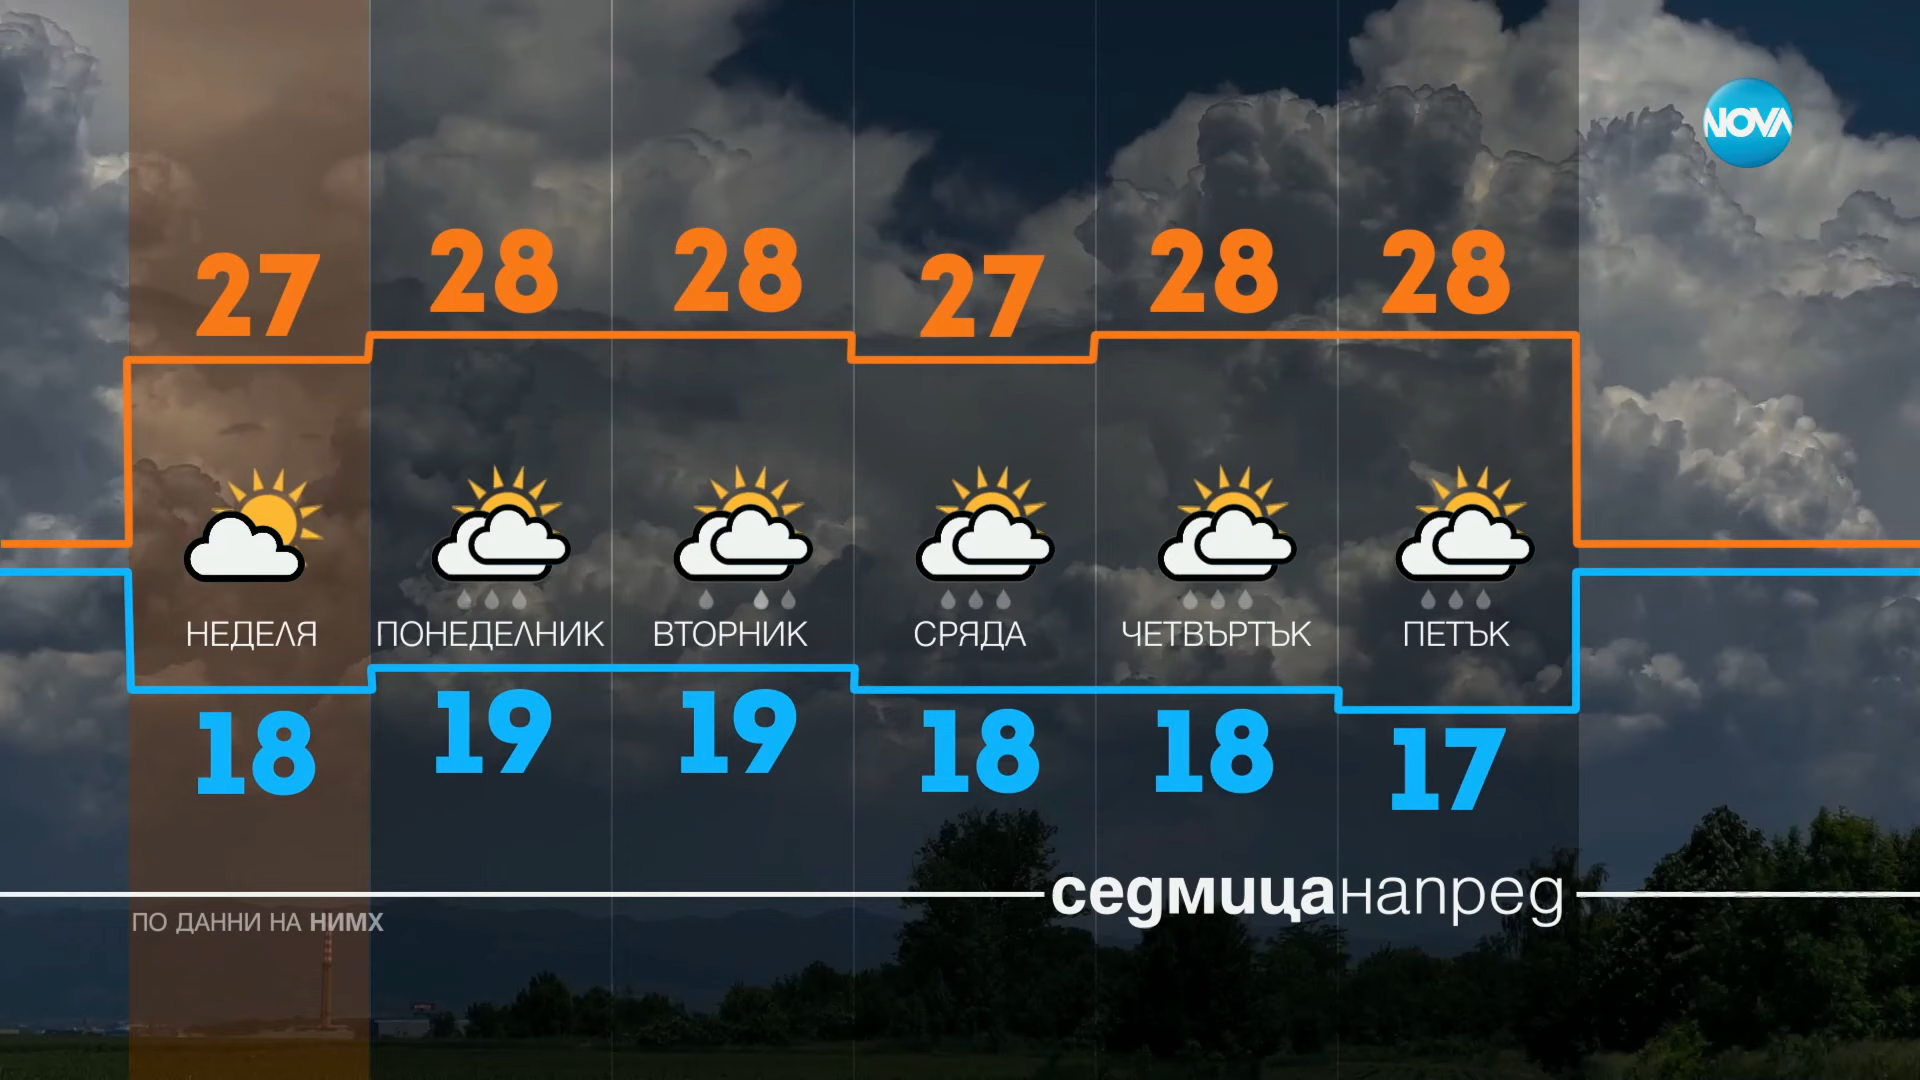 NOVA
27 28 28 27 28 28
НЕДЕЛЯ ПОНЕДЕЛНИК ВТОРНИК СРЯДА ЧЕТВЪРТЪК ПЕТЪК
18 19 19 18 18 17
седмицанапред
ПО ДАННИ НА НИМХ